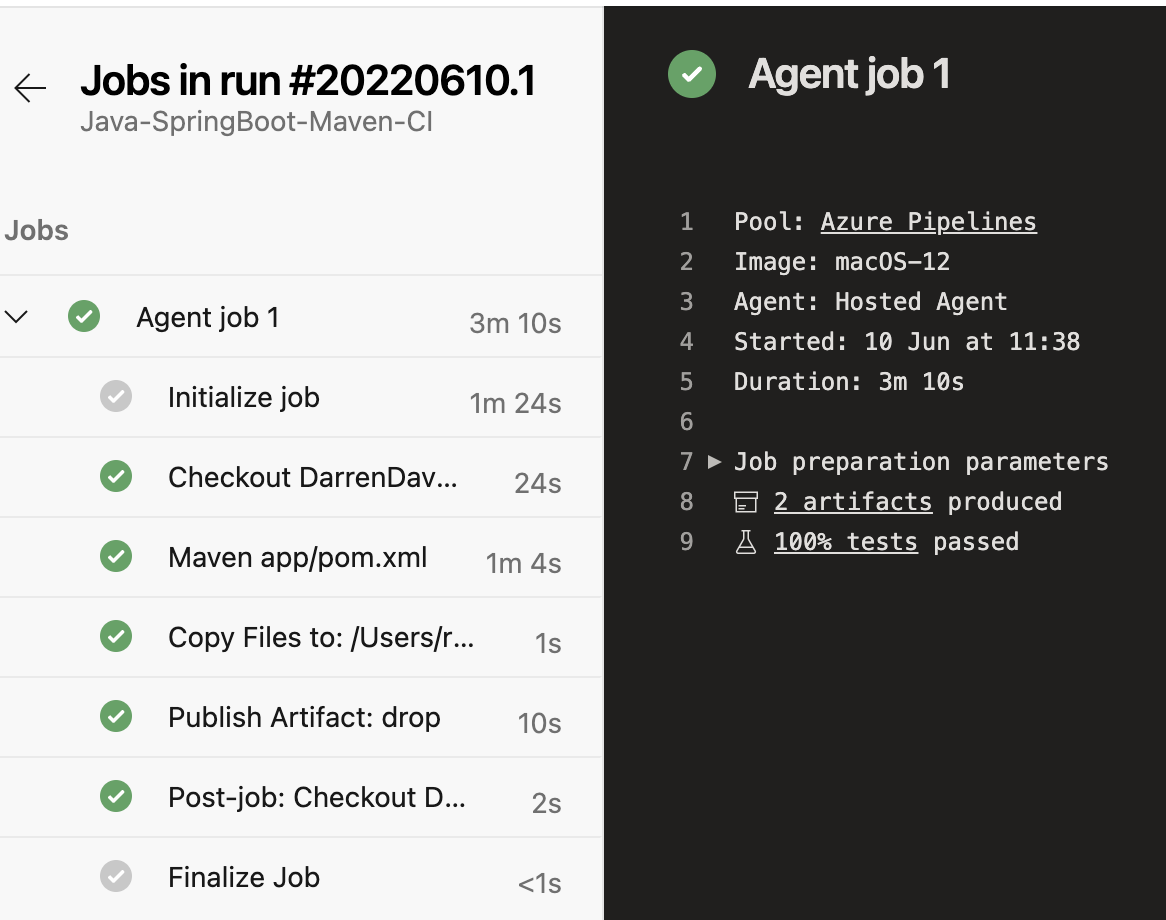 Jobs in run #20220610.1
Java-SpringBoot-Maven-CI
Jobs
Agent job 1 3m 10s
Initialize job 1m 24s
Checkout DarrenDav... 24s
Maven app/pom.xml 1m 4s
Copy Files to: /Users/r... 1s
Publish Artifact: drop 10s
Post-job: Checkout D... 2s
Finalize Job <1s
Agent job 1
1 Pool: Azure Pipelines
2 Image: macOS-12
3 Agent: Hosted Agent
4 Started: 10 Jun at 11:38
5 Duration: 3m 10s
6
7 Job preparation parameters
8 2 artifacts produced
9 100% tests passed